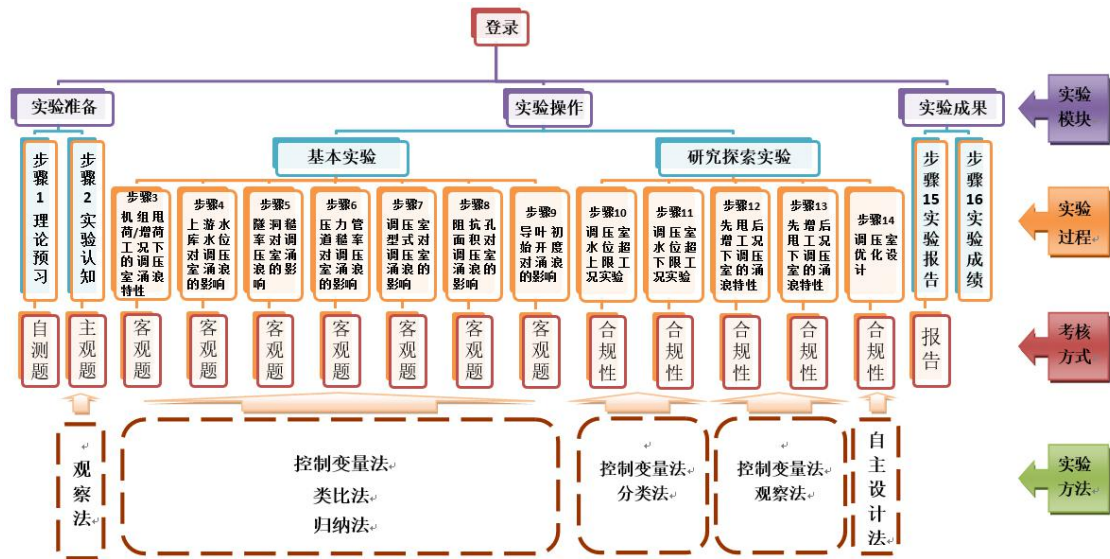 登录
实验准备
实验操作
实验成果
实验
模块
基本实验
研究探索实验
步骤1 理论预习
步骤2 实验认知
步骤3
机组甩
荷/增荷
工况下
的调压
室涌浪
特性
步骤4
上游水
库水位
对调压
室涌浪
的影响
步骤5
隧洞糙
率对调
压室涌
浪的影
响
步骤6
压力管
道糙率
对调压
室涌浪
的影响
步骤7
调压室
型式对
调压室
涌浪的
影响
步骤8
阻抗孔
面积对
调压室
涌浪的
影响
步骤9
导叶初
始开度
对涌浪
的影响
步骤10
调压室
水位超
上限工
况实验
步骤11
调压室
水位超
下限工
况实验
步骤12
先甩后
增工况
下调压
室的涌
浪特性
步骤13
先增后
甩工况
下调压
室的涌
浪特性
步骤14
调压室
优化设
计
步骤15实验报告
步骤16实验成绩
实验
过程
自测题
主观题
客观题
客观题
客观题
客观题
客观题
客观题
客观题
合规性
合规性
合规性
合规性
合规性
报告
考核
方式
观察法
控制变量法
类比法
归纳法
控制变量法
分类法
控制变量法
观察法
自主设计法
实验
方法